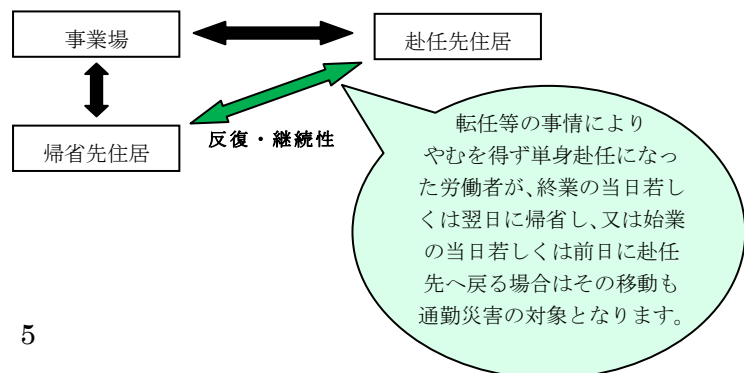 事業場
赴任先住居
帰省先住居
反復・継続性
転任等の事情により
やむを得ず単身赴任になっ
た労働者が、終業の当日若し
くは翌日に帰省し、又は始業
の当日若しくは前日に赴任
先へ戻る場合はその移動も
通勤災害の対象となります。
5